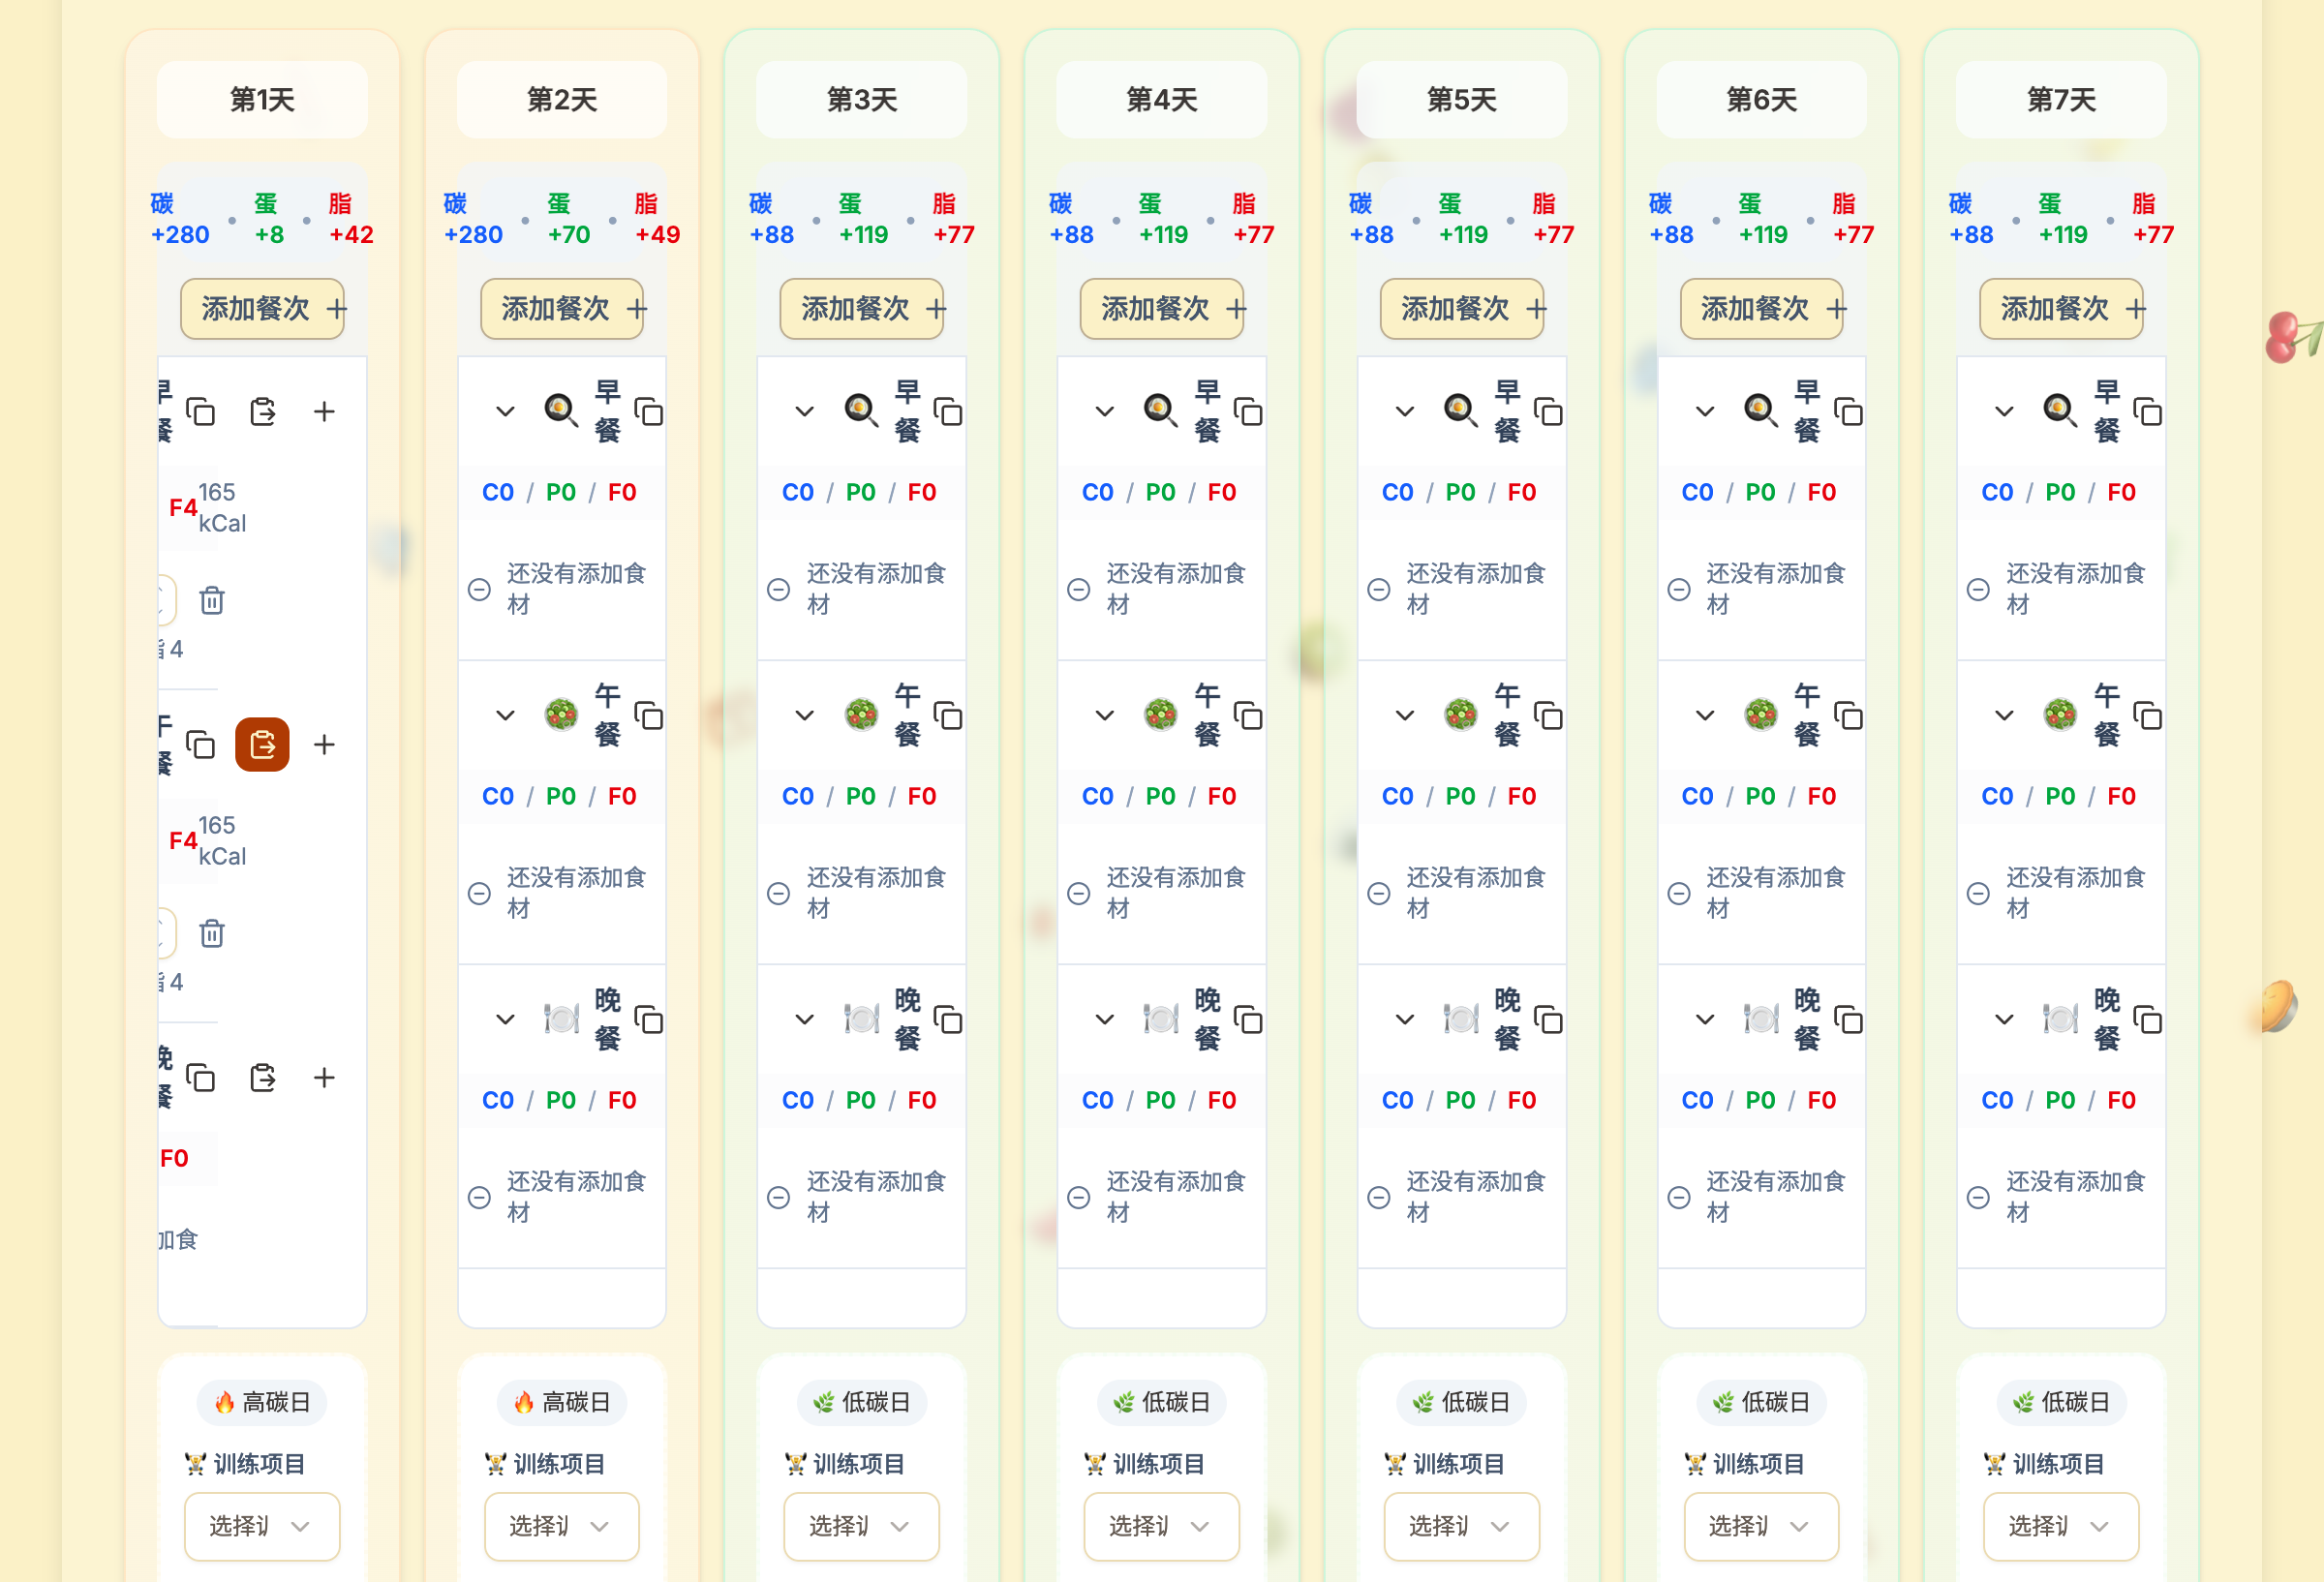 第1天
碳 蛋 脂
+280 • +8 • +42
添加餐次 +
早
餐
F4
165
kCal
4
午
餐
F4
165
kCal
4
晚
餐
F0
加食
🔥 高碳日
🏋️ 训练项目
选择
第2天
碳 蛋 脂
+280 • +70 • +49
添加餐次 +
早
餐
C0 / P0 / F0
还没有添加食
材
午
餐
C0 / P0 / F0
还没有添加食
材
晚
餐
C0 / P0 / F0
还没有添加食
材
🔥 高碳日
🏋️ 训练项目
选择
第3天
碳 蛋 脂
+88 • +119 • +77
添加餐次 +
早
餐
C0 / P0 / F0
还没有添加食
材
午
餐
C0 / P0 / F0
还没有添加食
材
晚
餐
C0 / P0 / F0
还没有添加食
材
🌿 低碳日
🏋️ 训练项目
选择
第4天
碳 蛋 脂
+88 • +119 • +77
添加餐次 +
早
餐
C0 / P0 / F0
还没有添加食
材
午
餐
C0 / P0 / F0
还没有添加食
材
晚
餐
C0 / P0 / F0
还没有添加食
材
🌿 低碳日
🏋️ 训练项目
选择
第5天
碳 蛋 脂
+88 • +119 • +77
添加餐次 +
早
餐
C0 / P0 / F0
还没有添加食
材
午
餐
C0 / P0 / F0
还没有添加食
材
晚
餐
C0 / P0 / F0
还没有添加食
材
🌿 低碳日
🏋️ 训练项目
选择
第6天
碳 蛋 脂
+88 • +119 • +77
添加餐次 +
早
餐
C0 / P0 / F0
还没有添加食
材
午
餐
C0 / P0 / F0
还没有添加食
材
晚
餐
C0 / P0 / F0
还没有添加食
材
🌿 低碳日
🏋️ 训练项目
选择
第7天
碳 蛋 脂
+88 • +119 • +77
添加餐次 +
早
餐
C0 / P0 / F0
还没有添加食
材
午
餐
C0 / P0 / F0
还没有添加食
材
晚
餐
C0 / P0 / F0
还没有添加食
材
🌿 低碳日
🏋️ 训练项目
选择